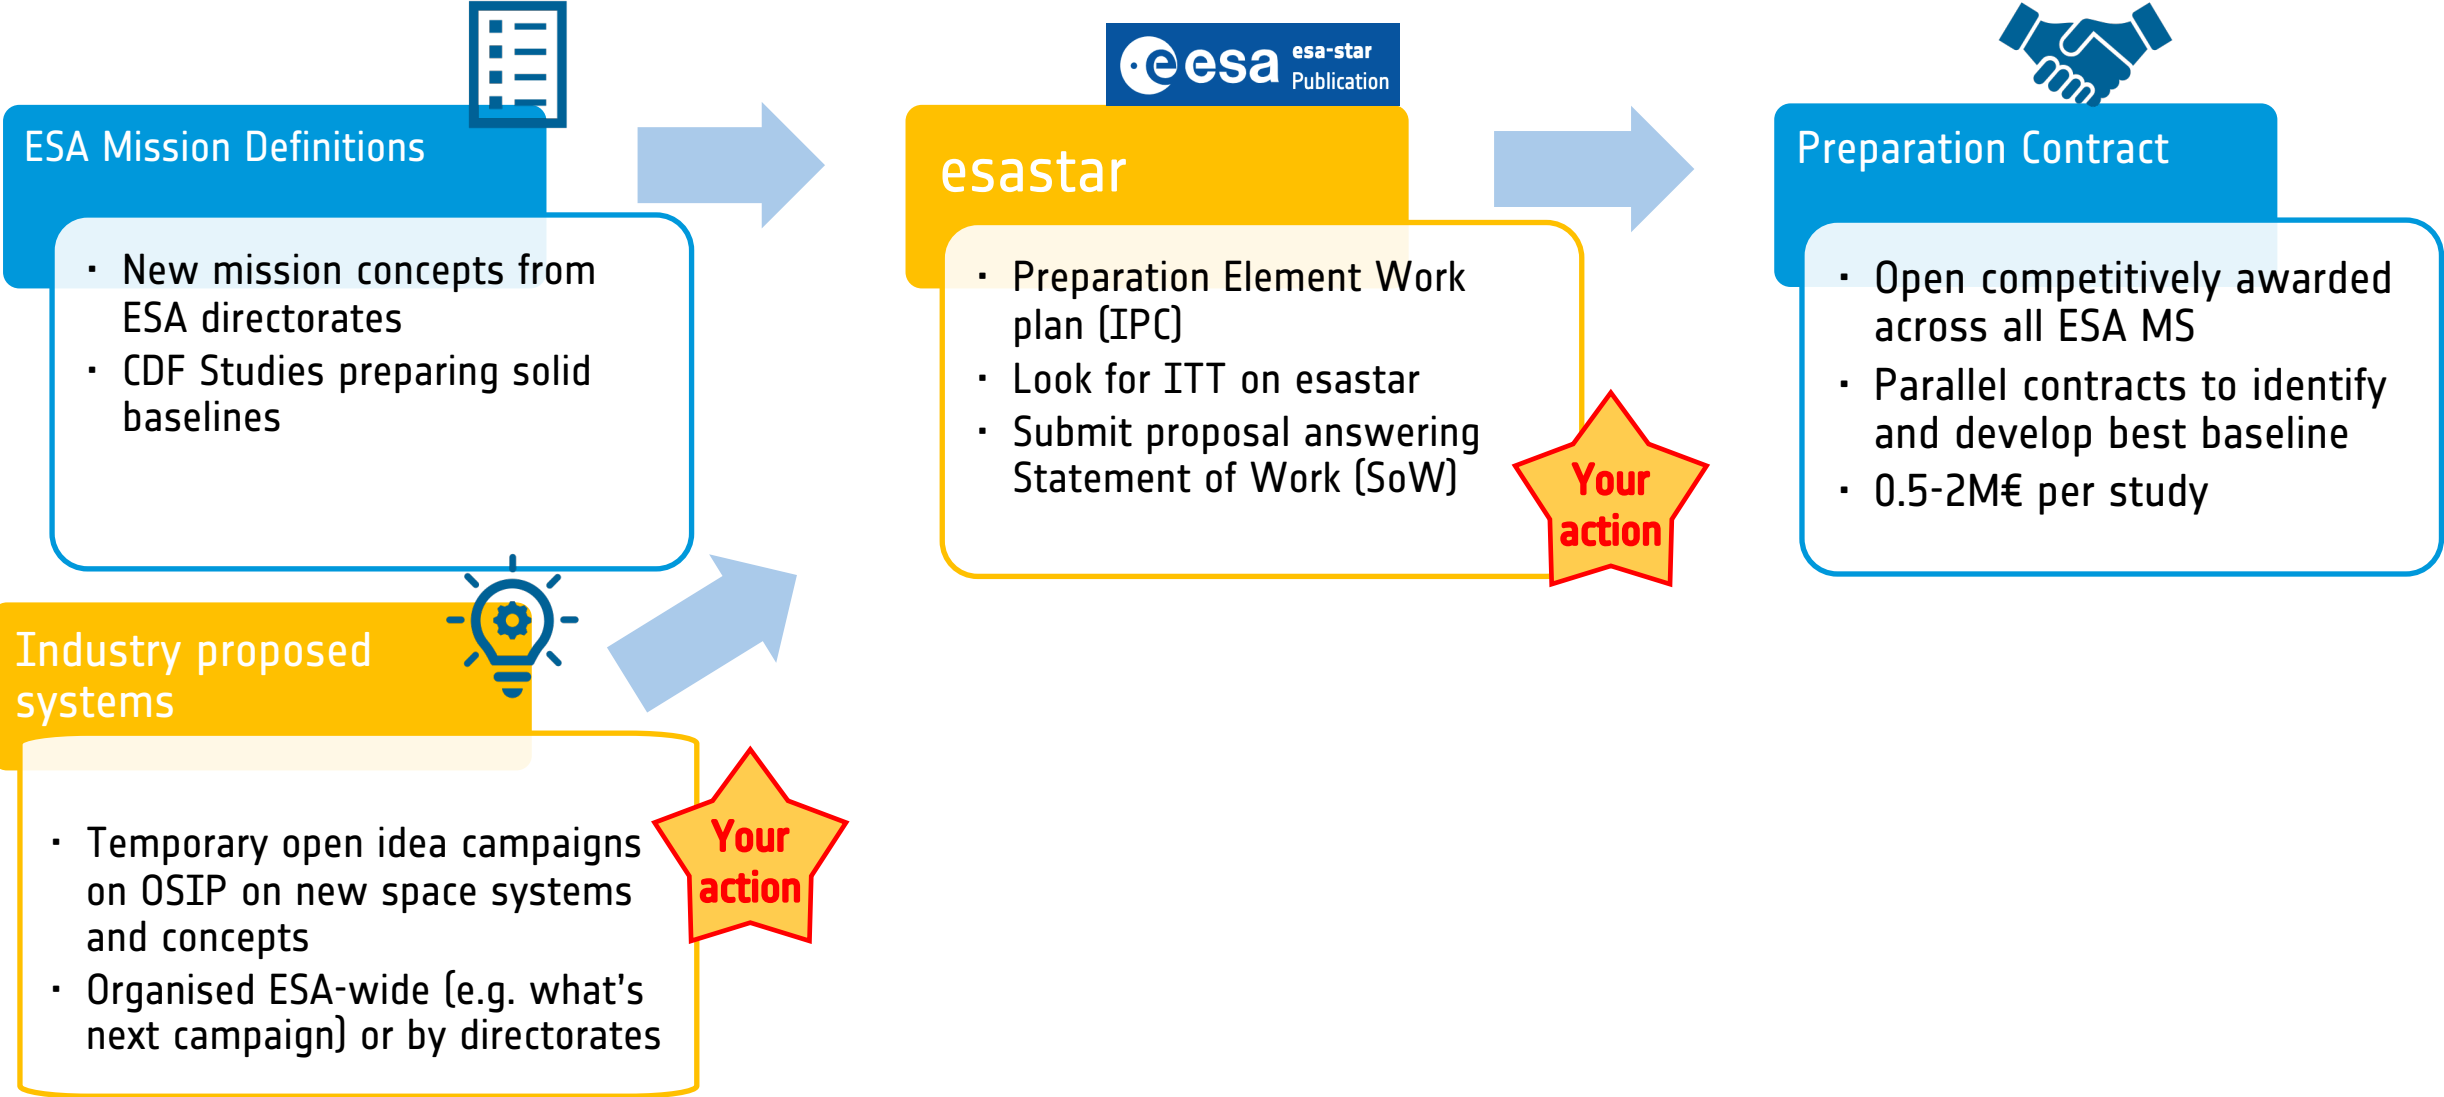 ESA Mission Definitions
· New mission concepts from
ESA directorates
· CDF Studies preparing solid
baselines
Industry proposed
systems
· Temporary open idea campaigns
on OSIP on new space systems
and concepts
· Organised ESA-wide (e.g. what's
next campaign) or by directorates
Your
action
esa
esa-star
Publication
esastar
· Preparation Element Work
plan (IPC)
· Look for ITT on esastar
· Submit proposal answering
Statement of Work (SoW)
Your
action
Preparation Contract
· Open competitively awarded
across all ESA MS
· Parallel contracts to identify
and develop best baseline
· 0.5-2M€ per study